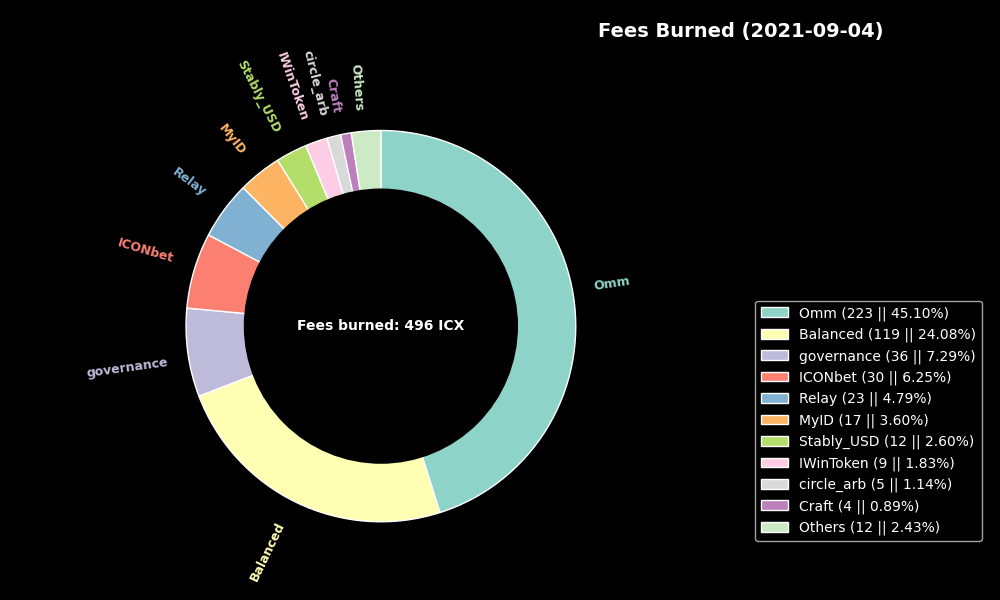 Fees Burned (2021-09-04)
Others
Craft
circle_arb
IWinToken
Stably_USD
MyID
Relay
ICONbet
governance
Balanced
Omm
Fees burned: 496 ICX
Omm (223 || 45.10%)
Balanced (119 || 24.08%)
governance (36 || 7.29%)
ICONbet (30 || 6.25%)
Relay (23 || 4.79%)
MyID (17 || 3.60%)
Stably_USD (12 || 2.60%)
IWinToken (9 || 1.83%)
circle_arb (5 || 1.14%)
Craft (4 || 0.89%)
Others (12 || 2.43%)